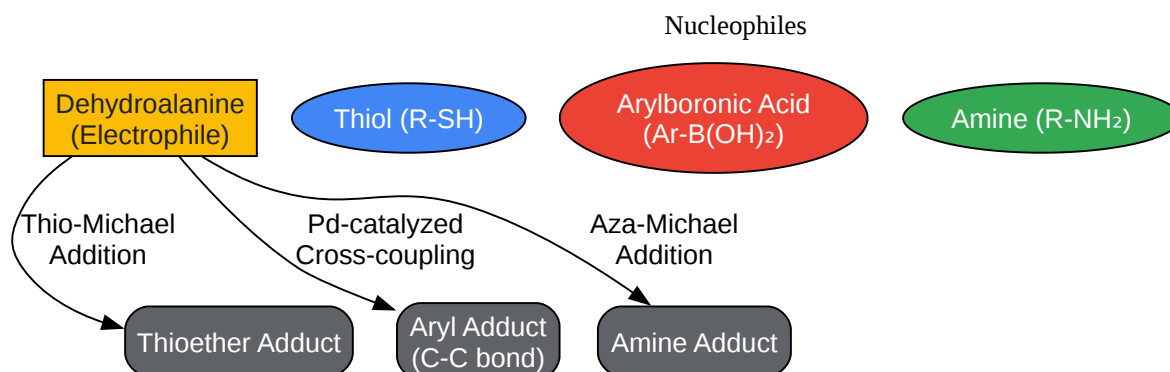 Nucleophiles
Dehydroalanine
(Electrophile)
Thiol (R-SH)
Arylboronic Acid
(Ar-B(OH)₂)
Amine (R-NH₂)
Thio-Michael
Addition
Pd-catalyzed
Cross-coupling
Aza-Michael
Addition
Thioether Adduct
Aryl Adduct
(C-C bond)
Amine Adduct